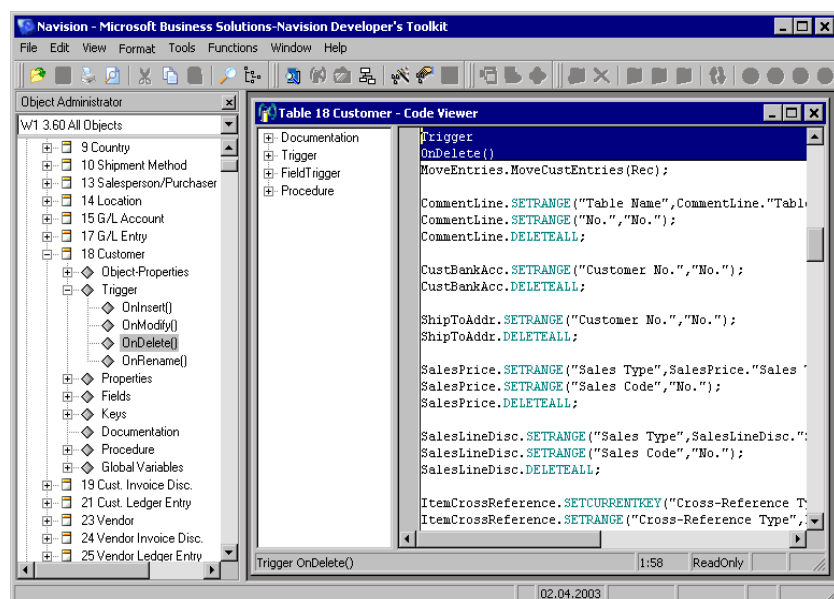 Navision - Microsoft Business Solutions-Navision Developer's Toolkit
File Edit View Format Tools Functions Window Help
Object Administrator
W1 3.60 All Objects
9 Country
10 Shipment Method
13 Salesperson/Purchaser
14 Location
15 G/L Account
17 G/L Entry
18 Customer
Object-Properties
Trigger
OnInsert()
OnModify()
OnDelete()
OnRename()
Properties
Fields
Keys
Documentation
Procedure
Global Variables
19 Cust. Invoice Disc.
21 Cust. Ledger Entry
23 Vendor
24 Vendor Invoice Disc.
25 Vendor Ledger Entry
Table 18 Customer - Code Viewer
Documentation
Trigger
FieldTrigger
Procedure
Trigger
OnDelete()
MoveEntries.MoveCustEntries(Rec);
CommentLine.SETRANGE("Table Name",CommentLine."Tabl
CommentLine.SETRANGE("No.","No.");
CommentLine.DELETEALL;
CustBankAcc.SETRANGE("Customer No.","No.");
CustBankAcc.DELETEALL;
ShipToAddr.SETRANGE("Customer No.","No.");
ShipToAddr.DELETEALL;
SalesPrice.SETRANGE("Sales Type",SalesPrice."Sales
SalesPrice.SETRANGE("Sales Code","No.");
SalesPrice.DELETEALL;
SalesLineDisc.SETRANGE("Sales Type",SalesLineDisc."
SalesLineDisc.SETRANGE("Sales Code","No.");
SalesLineDisc.DELETEALL;
ItemCrossReference.SETCURRENTKEY("Cross-Reference T
ItemCrossReference.SETRANGE("Cross-Reference Type",
Trigger OnDelete()
1:58
ReadOnly
02.04.2003